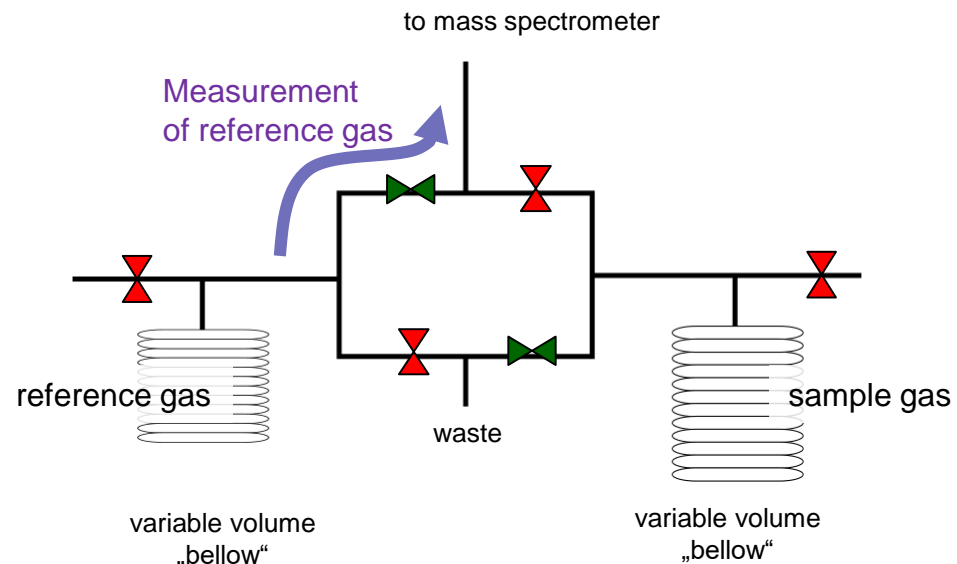 to mass spectrometer
Measurement
of reference gas
reference gas
sample gas
waste
variable volume
„bellow“
variable volume
„bellow“